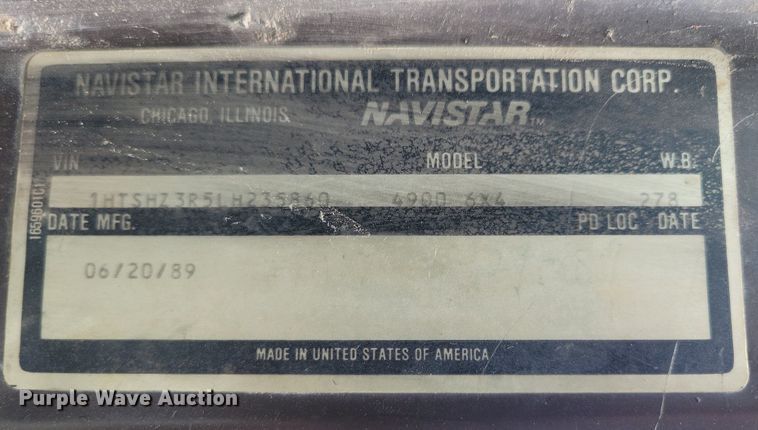 NAVISTAR INTERNATIONAL TRANSPORTATION CORP.
CHICAGO, ILLINOIS NAVISTAR TM
VIN MODEL W.B.
1HTSHZ3R5LH235860 4900 6X4 278
DATE MFG. PD LOC DATE
06/20/89
MADE IN UNITED STATES OF AMERICA
Purple Wave Auction